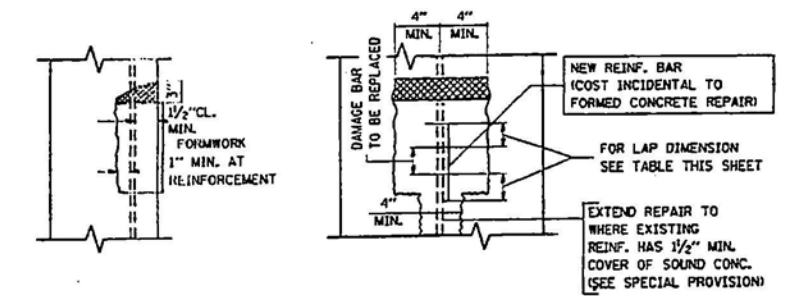 3"
1½"CL.
MIN.
FORMWORK
1" MIN. AT
REINFORCEMENT
4" 4"
MIN. MIN.
DAMAGE BAR
TO BE REPLACED
4"
MIN.
NEW REINF. BAR
(COST INCIDENTAL TO
FORMED CONCRETE REPAIR)
FOR LAP DIMENSION
SEE TABLE THIS SHEET
EXTEND REPAIR TO
WHERE EXISTING
REINF. HAS 1½" MIN.
COVER OF SOUND CONC.
(SEE SPECIAL PROVISION)